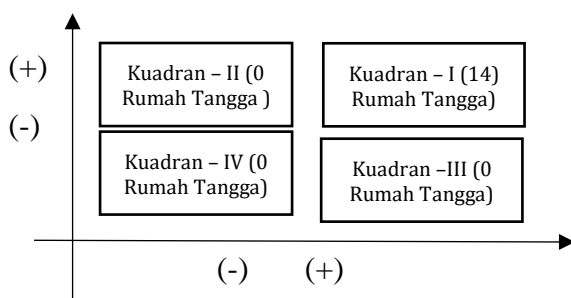 (+)
Kuadran – II (0
Rumah Tangga )
Kuadran – I (14)
Rumah Tangga)
(-)
Kuadran – IV (0
Rumah Tangga)
Kuadran –III (0
Rumah Tangga)
(-)
(+)